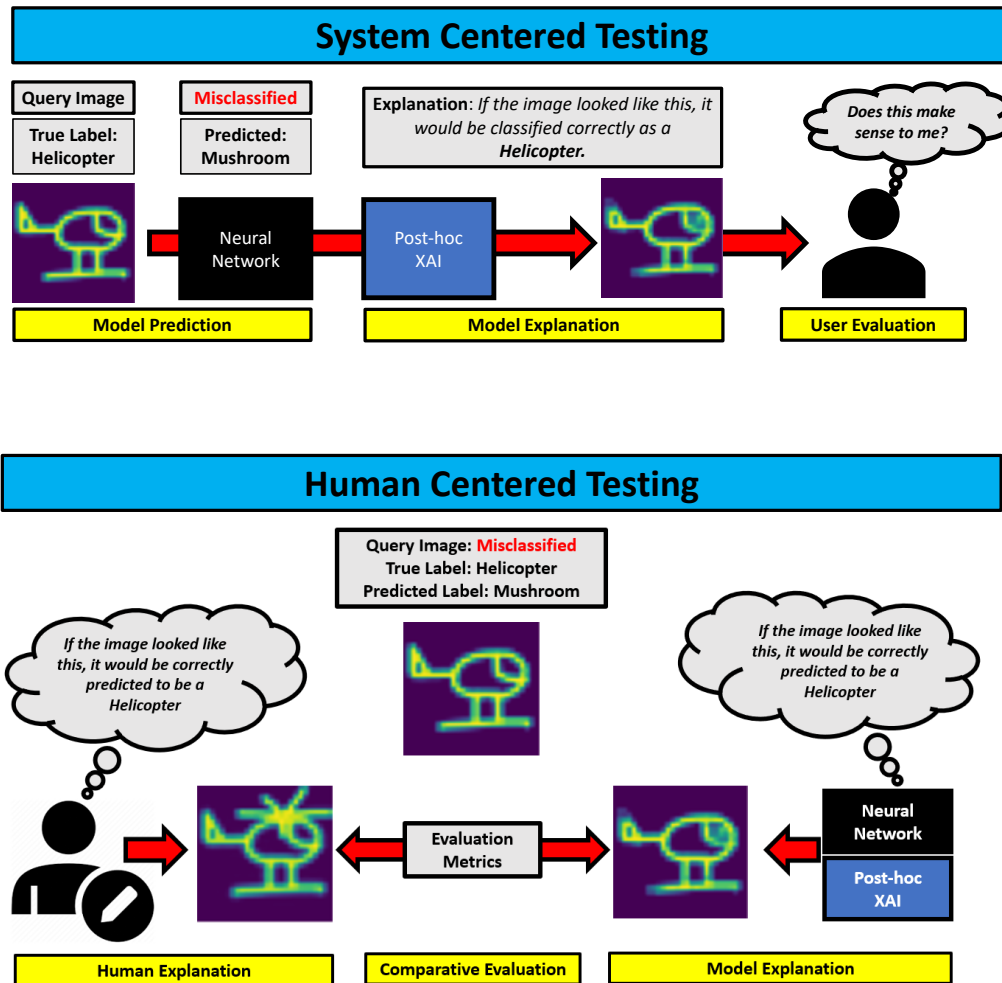 System Centered Testing
Query Image
Misclassified
True Label:
Helicopter
Predicted:
Mushroom
Explanation: If the image looked like this, it
would be classified correctly as a
Helicopter.
Does this make
sense to me?
Neural
Network
Post-hoc
XAI
Model Prediction
Model Explanation
User Evaluation
Human Centered Testing
Query Image: Misclassified
True Label: Helicopter
Predicted Label: Mushroom
If the image looked like
this, it would be correctly
predicted to be a
Helicopter
If the image looked like
this, it would be correctly
predicted to be a
Helicopter
Evaluation
Metrics
Neural
Network
Post-hoc
XAI
Human Explanation
Comparative Evaluation
Model Explanation